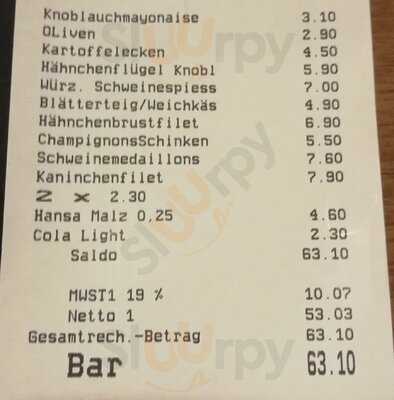 Knoblauchmayonaise 3.10
OLiven 2.90
Kartoffelecken 4.50
Hähnchenflügel Knobl 5.90
Würz. Schweinespiess 7.00
Blätterteig/Weichkäs 4.90
Hähnchenbrustfilet 6.90
ChampignonsSchinken 5.50
Schweinemedaillons 7.60
Kaninchenfilet 7.90
2 x 2.30
Hansa Malz 0,25 4.60
Cola Light 2.30
Saldo 63.10
MWST1 19 % 10.07
Netto 1 53.03
Gesamtrech.-Betrag 63.10
Bar 63.10
sluurpy
sluurpy
sluurpy